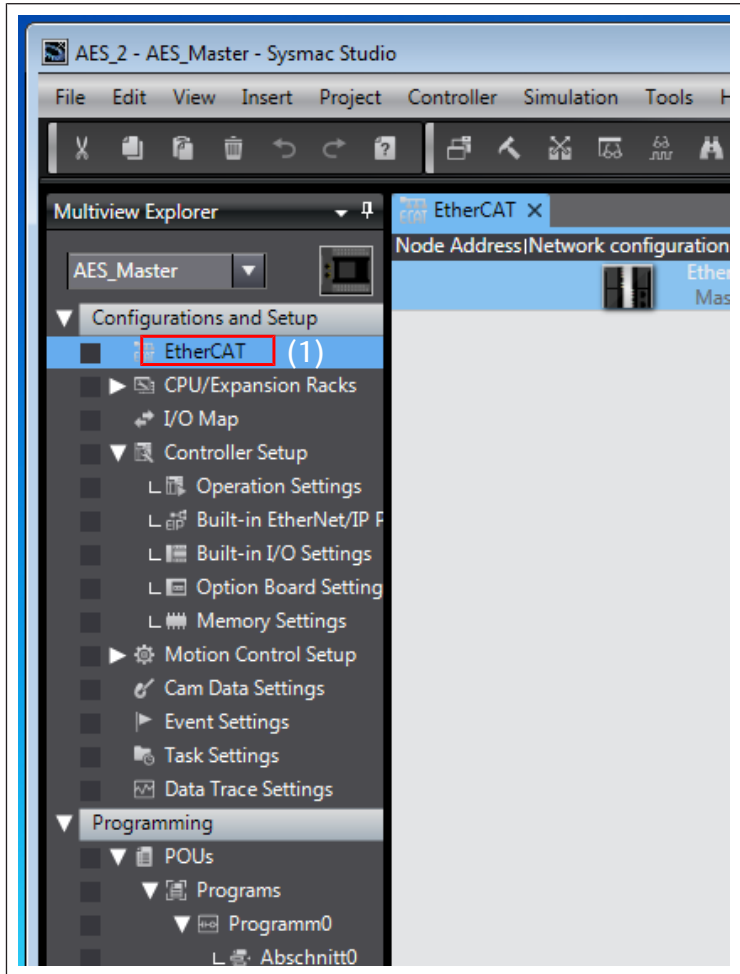 AES_2 - AES_Master - Sysmac Studio
File Edit View Insert Project Controller Simulation Tools H
Multiview Explorer
EtherCAT
Node Address|Network configuration
AES_Master
Ether
Mas
Configurations and Setup
EtherCAT (1)
CPU/Expansion Racks
I/O Map
Controller Setup
Operation Settings
Built-in EtherNet/IP P
Built-in I/O Settings
Option Board Setting
Memory Settings
Motion Control Setup
Cam Data Settings
Event Settings
Task Settings
Data Trace Settings
Programming
POUs
Programs
Programm0
Abschnitt0